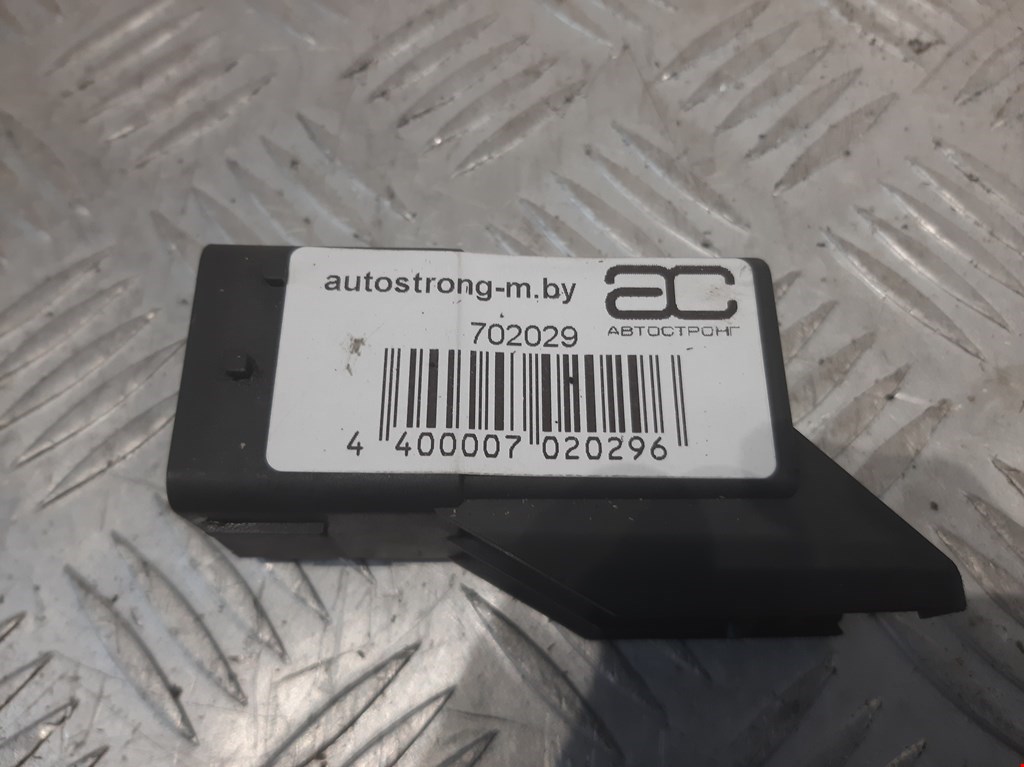 autostrong-m.by
ac
АВТОСТРОНГ
702029
4 400007 020296